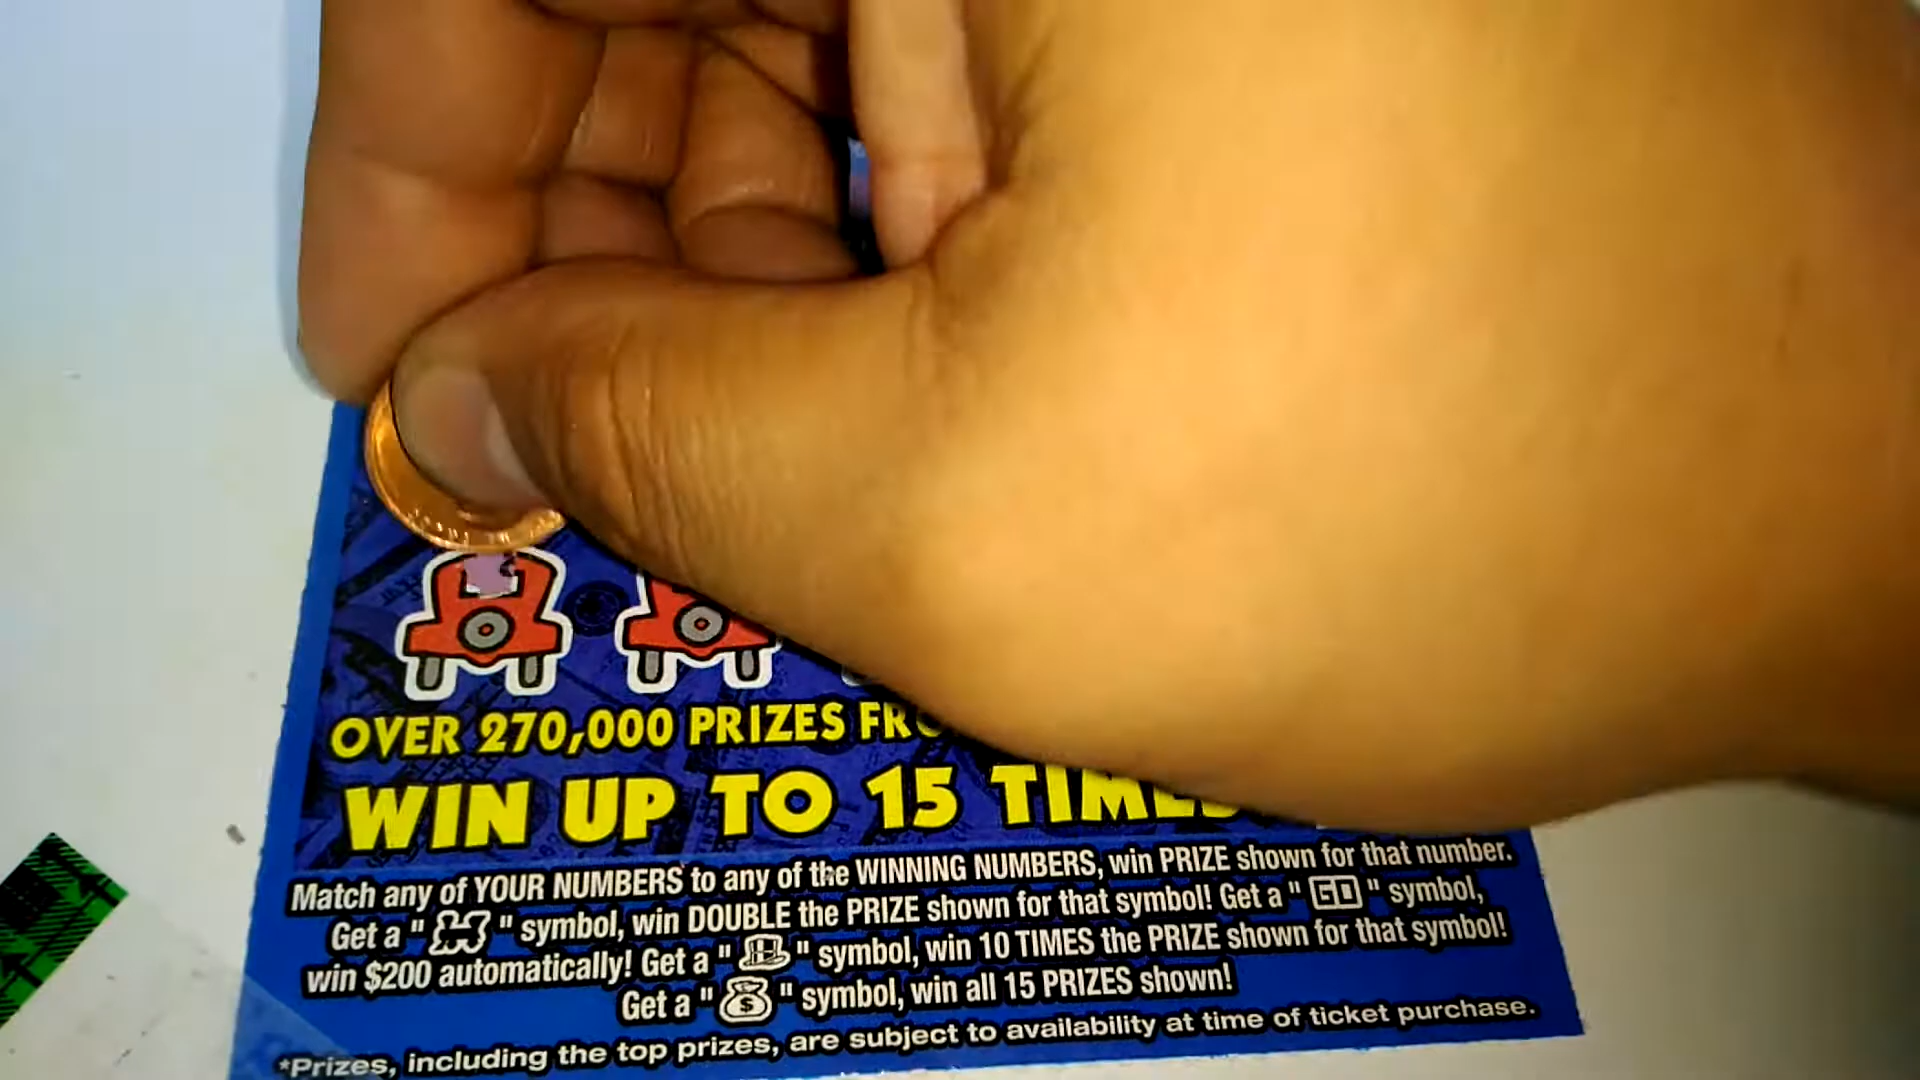 OVER 270,000 PRIZES
WIN UP TO 15 TIMES
Match any of YOUR NUMBERS to any of the WINNING NUMBERS, win PRIZE shown for that number.
Get a " " symbol, win DOUBLE the PRIZE shown for that symbol! Get a " GO " symbol,
win $200 automatically! Get a " " symbol, win 10 TIMES the PRIZE shown for that symbol!
Get a " $ " symbol, win all 15 PRIZES shown!
*Prizes, including the top prizes, are subject to availability at time of ticket purchase.